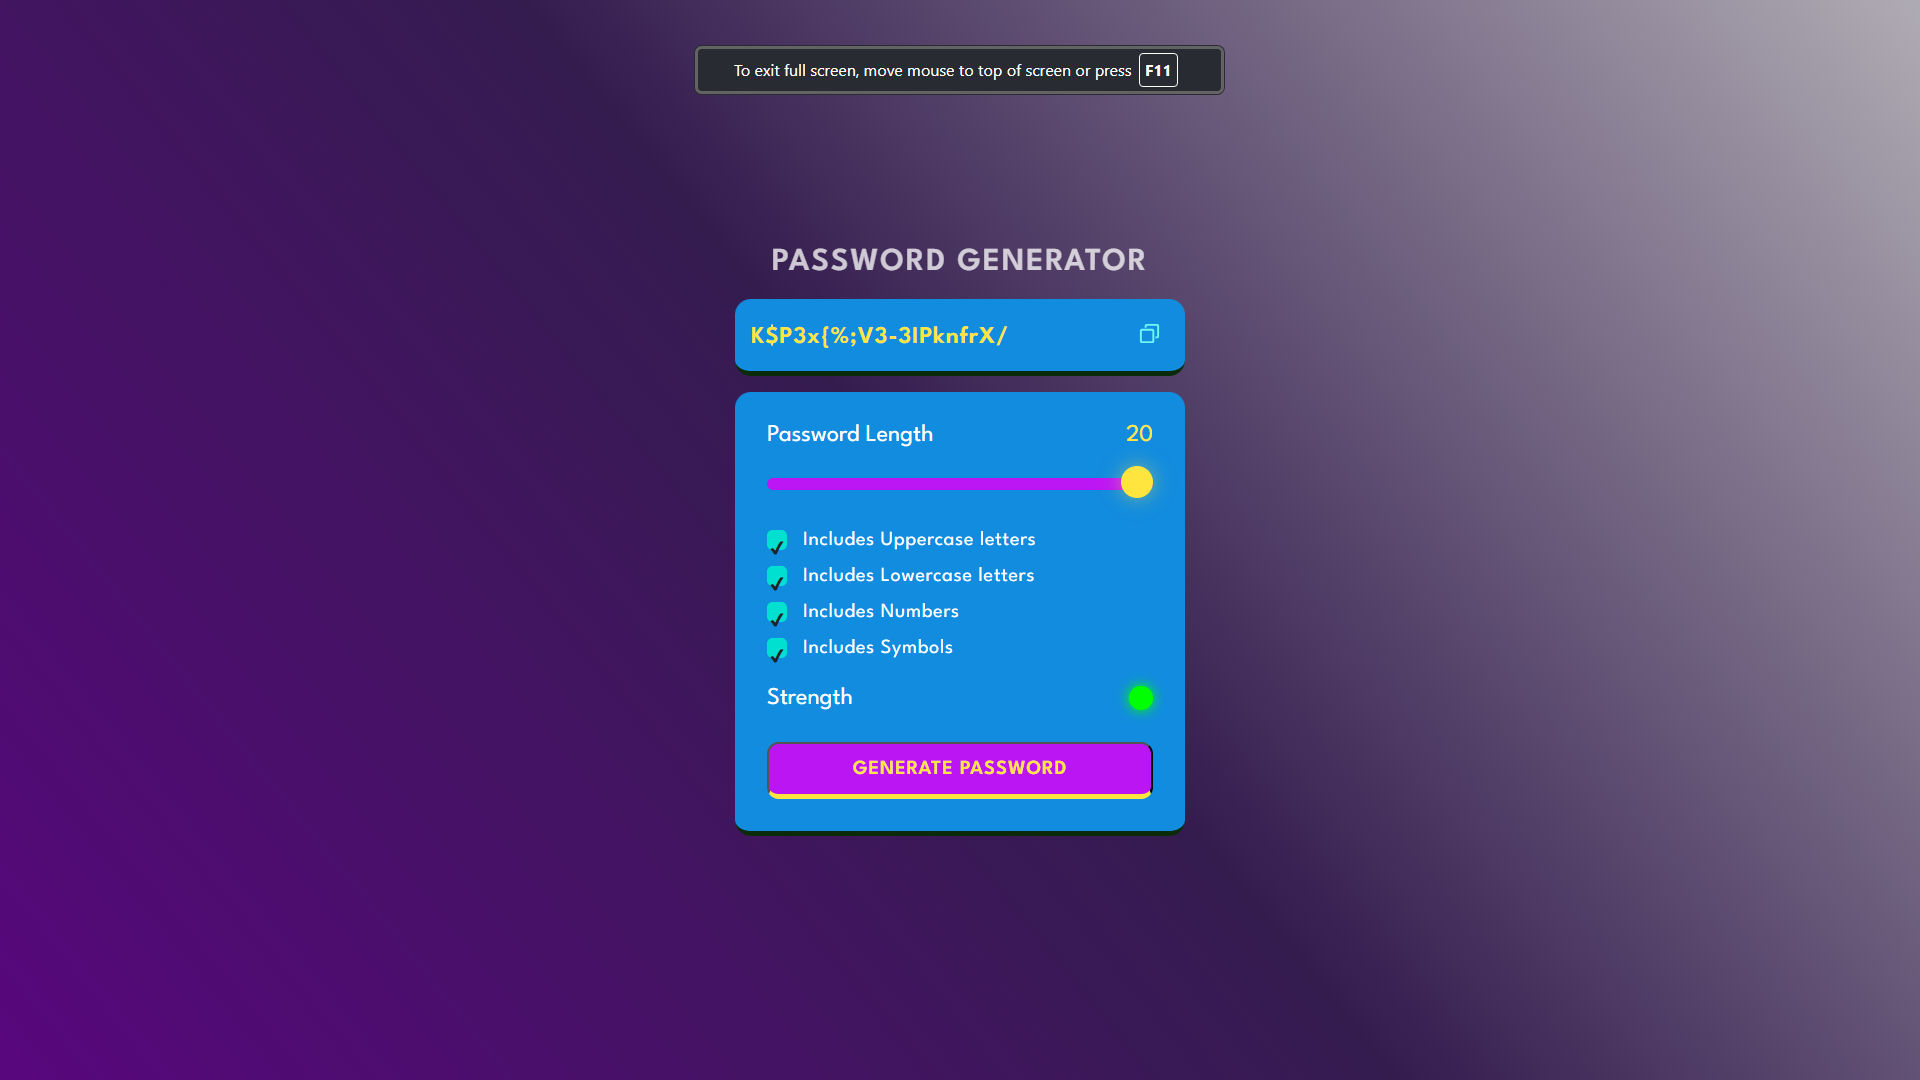 To exit full screen, move mouse to top of screen or press F11
PASSWORD GENERATOR
K$P3x{%;V3-3IPknfrX/
Password Length 20
Includes Uppercase letters
Includes Lowercase letters
Includes Numbers
Includes Symbols
Strength
GENERATE PASSWORD